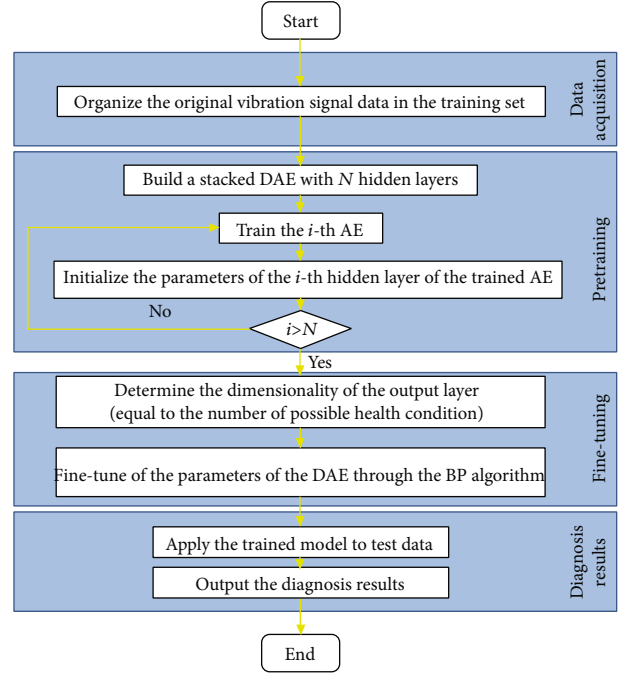 Start
Organize the original vibration signal data in the training set
Data
acquisition
Build a stacked DAE with N hidden layers
Train the i-th AE
Initialize the parameters of the i-th hidden layer of the trained AE
No
i>N
Pretraining
Yes
Determine the dimensionality of the output layer
(equal to the number of possible health condition)
Fine-tune of the parameters of the DAE through the BP algorithm
Fine-tuning
Apply the trained model to test data
Output the diagnosis results
Diagnosis
results
End